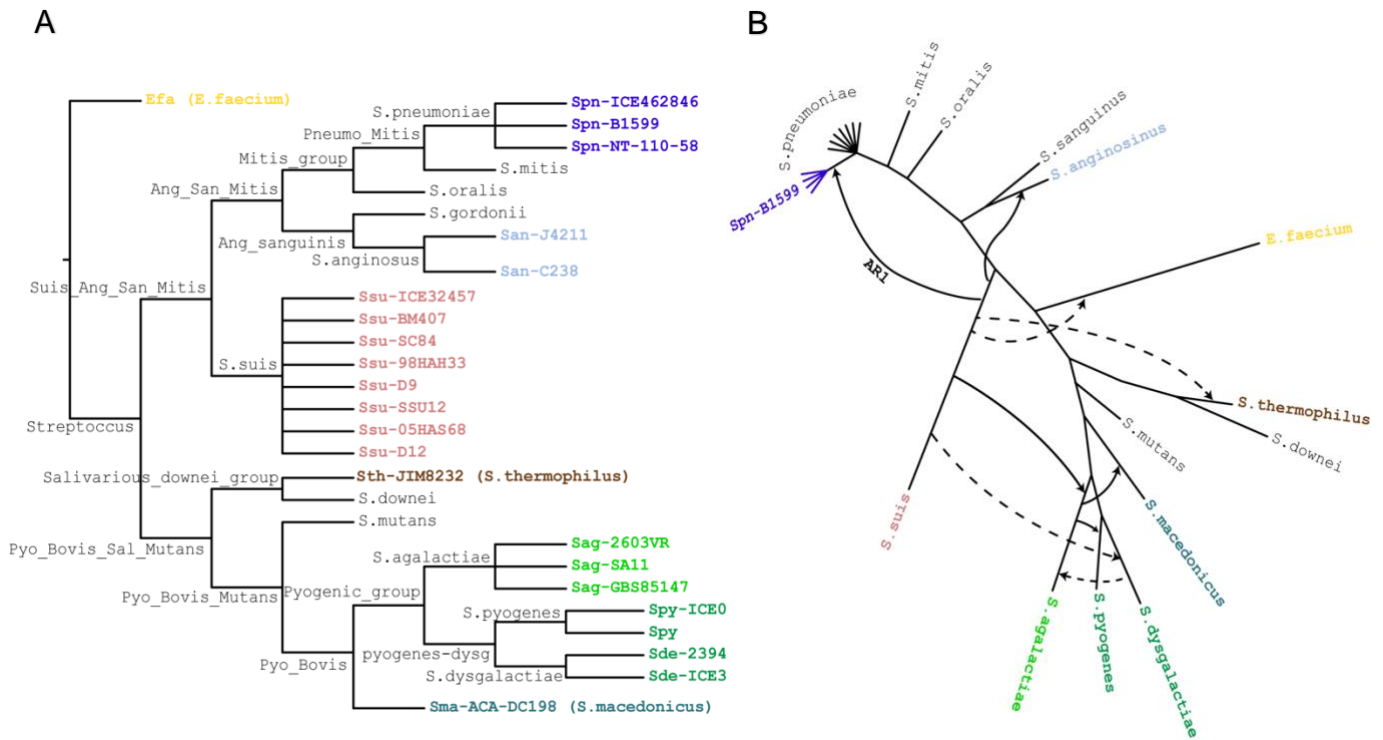 A
Efa (E.faecium)
Spn-ICE462846
S.pneumoniae
Spn-B1599
Pneumo_Mitis
Spn-NT-110-58
Mitis_group
S.mitis
Ang_San_Mitis
S.oralis
S.gordonii
San-J4211
Ang_sanguinis
S.anginosus
San-C238
Suis_Ang_San_Mitis
Ssu-ICE32457
Ssu-BM407
Ssu-SC84
S.suis
Ssu-98HAH33
Ssu-D9
Ssu-SSU12
Streptoccus
Ssu-05HAS68
Ssu-D12
Salivarious_downei_group
Sth-JIM8232 (S.thermophilus)
S.downei
S.mutans
Pyo_Bovis_Sal_Mutans
Sag-2603VR
S.agalactiae
Sag-SA11
Sag-GBS85147
Pyo_Bovis_Mutans
Pyogenic_group
Spy-ICE0
S.pyogenes
Spy
pyogenes-dysg
Sde-2394
Pyo_Bovis
S.dysgalactiae
Sde-ICE3
Sma-ACA-DC198 (S.macedonicus)
B
S.pneumoniae
S.mitis
S.oralis
S.sanguinus
S.anginosinus
Spn-B1599
AR1
E.faecium
S.thermophilus
S.downei
S.mutans
S.macedonicus
S.suis
S.agalactiae
S.pyogenes
S.dysgalactiae